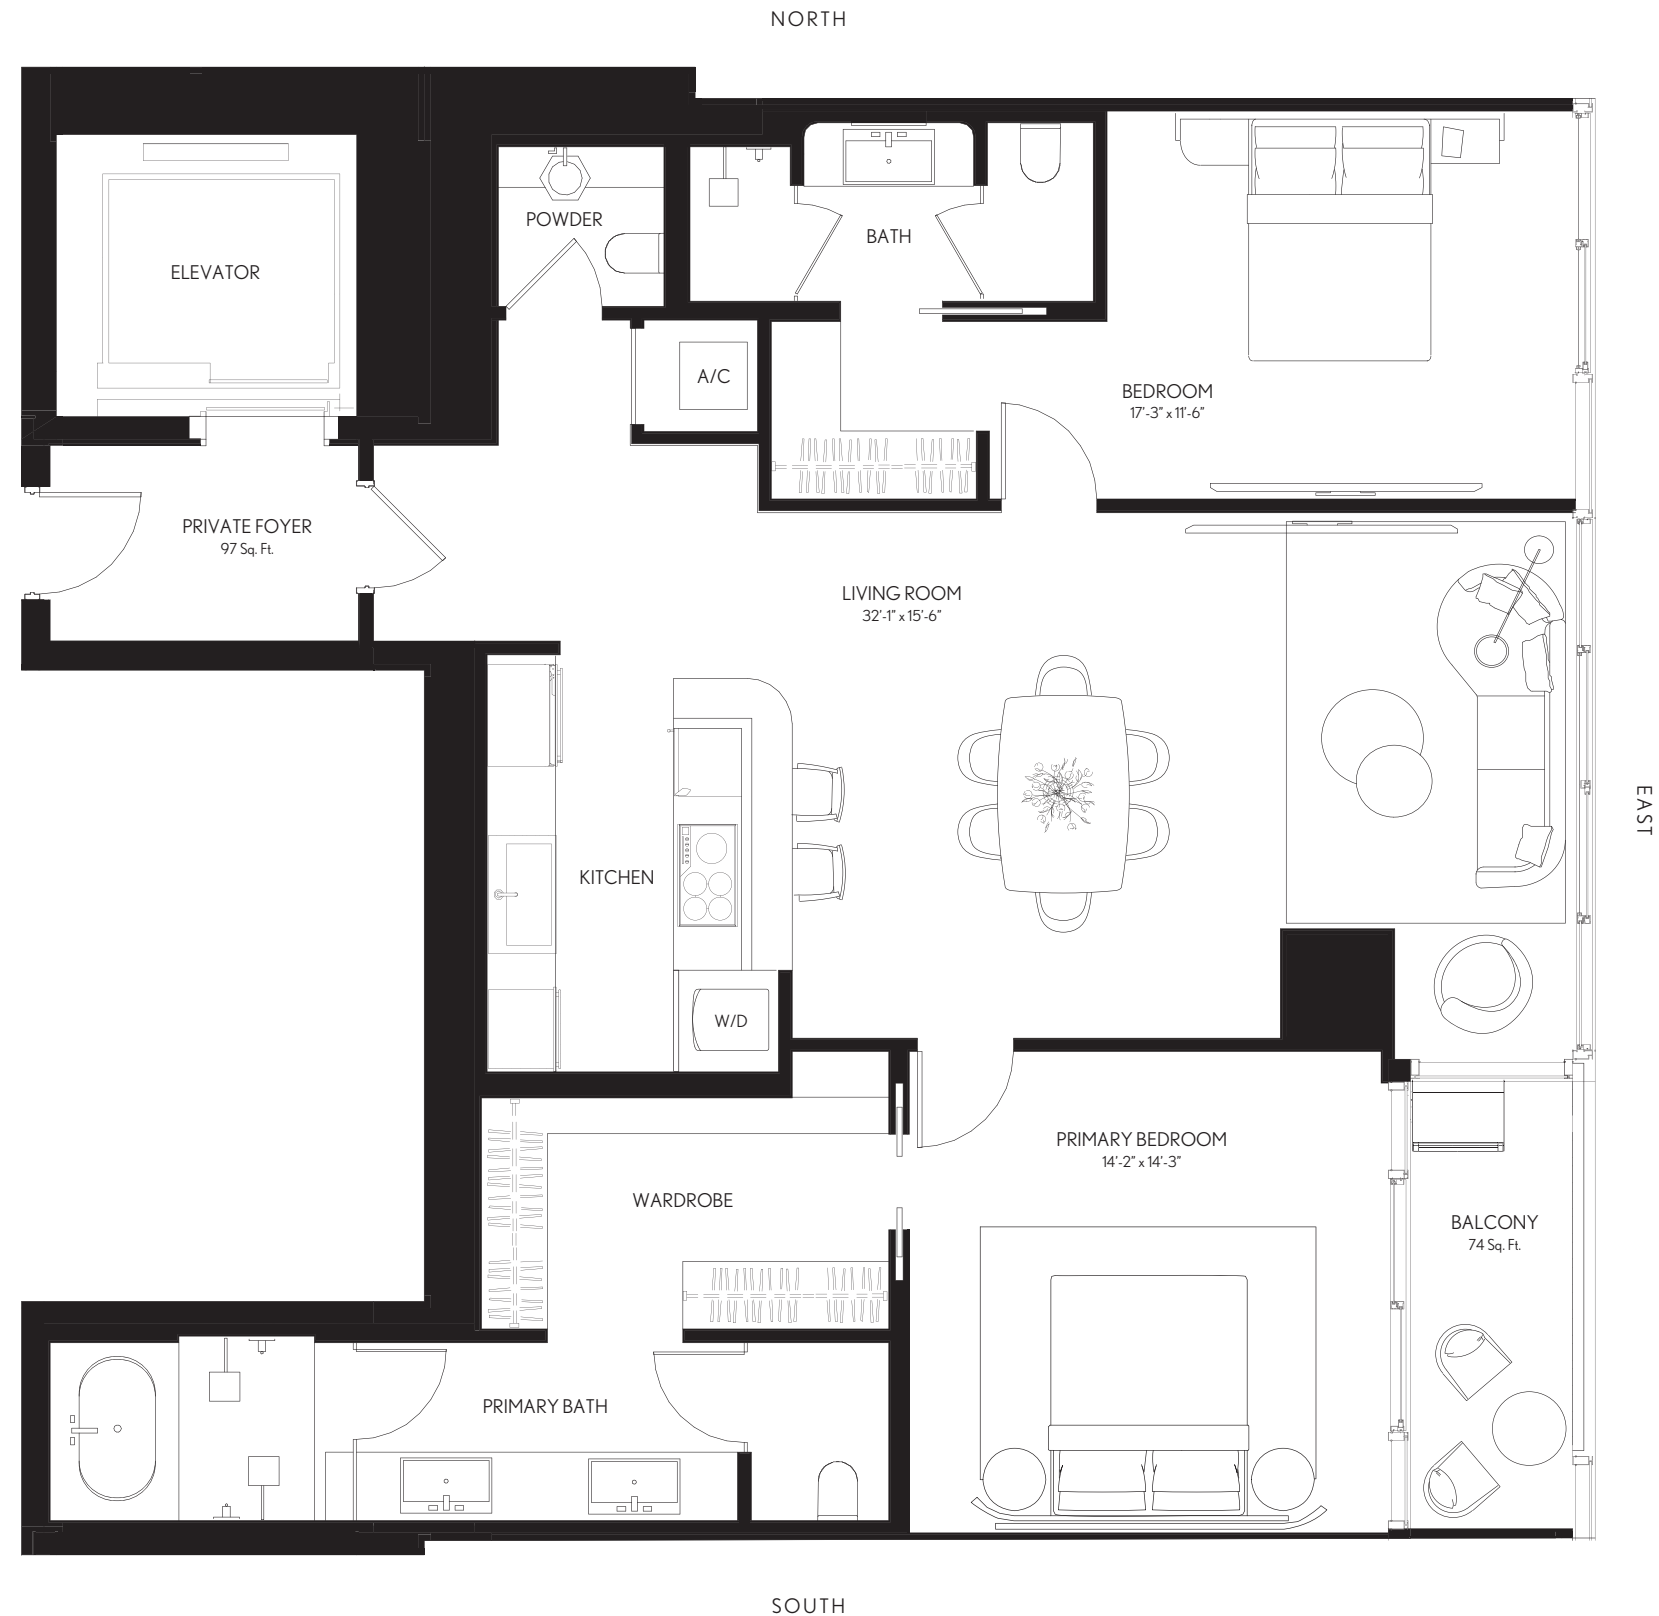 NORTH
POWDER
BATH
ELEVATOR
A/C
BEDROOM
17'-3" x 11'-6"
PRIVATE FOYER
97 Sq. Ft.
LIVING ROOM
32'-1" x 15'-6"
EAST
KITCHEN
W/D
PRIMARY BEDROOM
14'-2" x 14'-3"
WARDROBE
BALCONY
74 Sq. Ft.
PRIMARY BATH
SOUTH